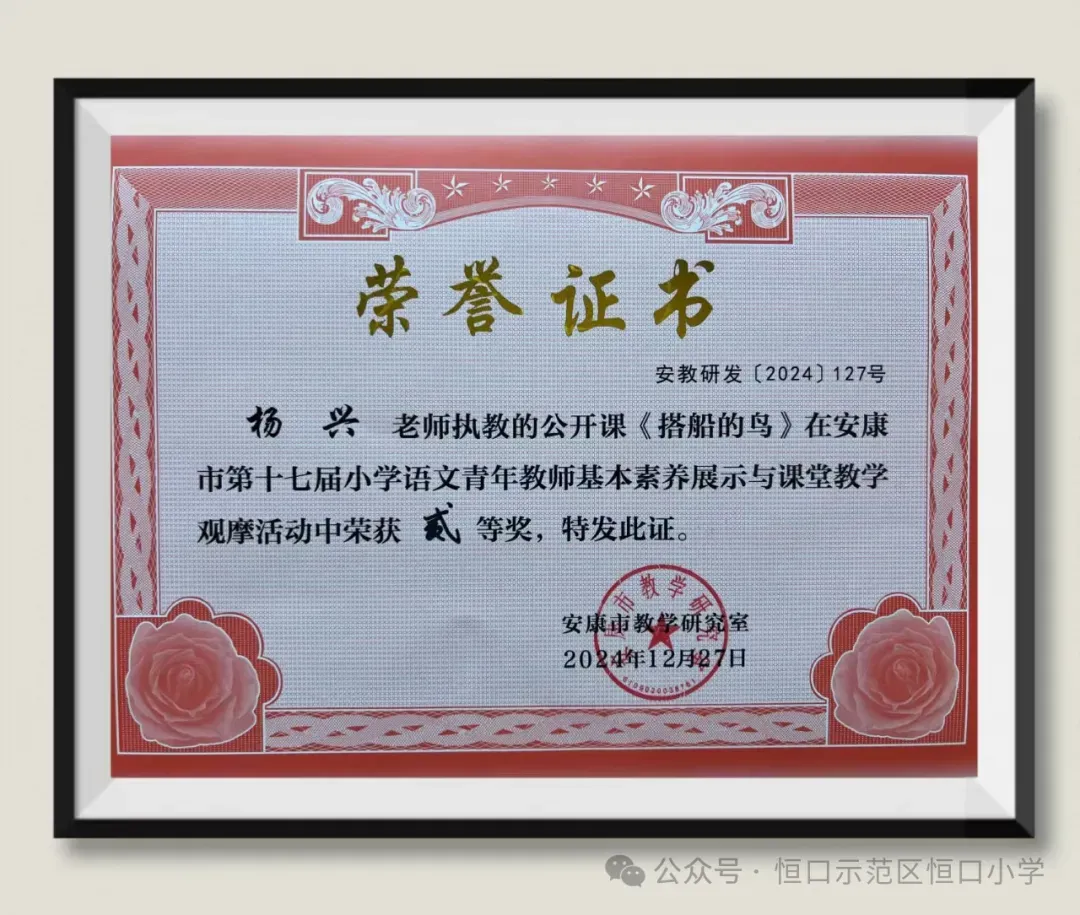 荣誉证书
安教研发〔2024〕127号
杨兴 老师执教的公开课《搭船的鸟》在安康
市第十七届小学语文青年教师基本素养展示与课堂教学
观摩活动中荣获 贰 等奖，特发此证。
安康市教学研究室
2024年12月27日
公众号·恒口示范区恒口小学